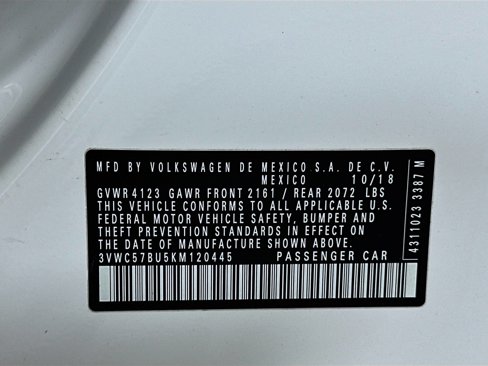 MFD BY VOLKSWAGEN DE MEXICO S.A. DE C.V.
MEXICO 10/18
GVWR 4123 GAWR FRONT 2161 / REAR 2072 LBS
THIS VEHICLE CONFORMS TO ALL APPLICABLE U.S.
FEDERAL MOTOR VEHICLE SAFETY, BUMPER AND
THEFT PREVENTION STANDARDS IN EFFECT ON
THE DATE OF MANUFACTURE SHOWN ABOVE.
3VWC57BU5KM120445 PASSENGER CAR
4311023 3387 M